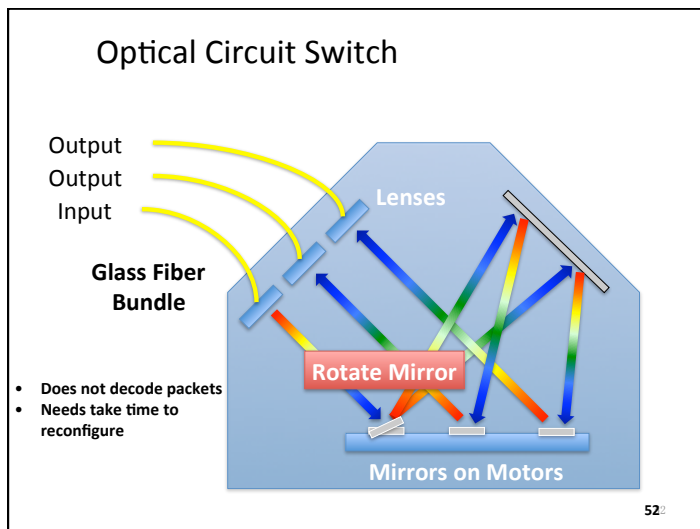 Optical Circuit Switch
Output
Output
Input
Lenses
Glass Fiber
Bundle
Rotate Mirror
• Does not decode packets
• Needs take time to
reconfigure
Mirrors on Motors
522